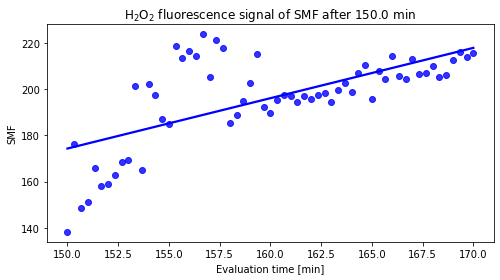 H₂O₂ fluorescence signal of SMF after 150.0 min
220
200
180
160
140
SMF
150.0 152.5 155.0 157.5 160.0 162.5 165.0 167.5 170.0
Evaluation time [min]